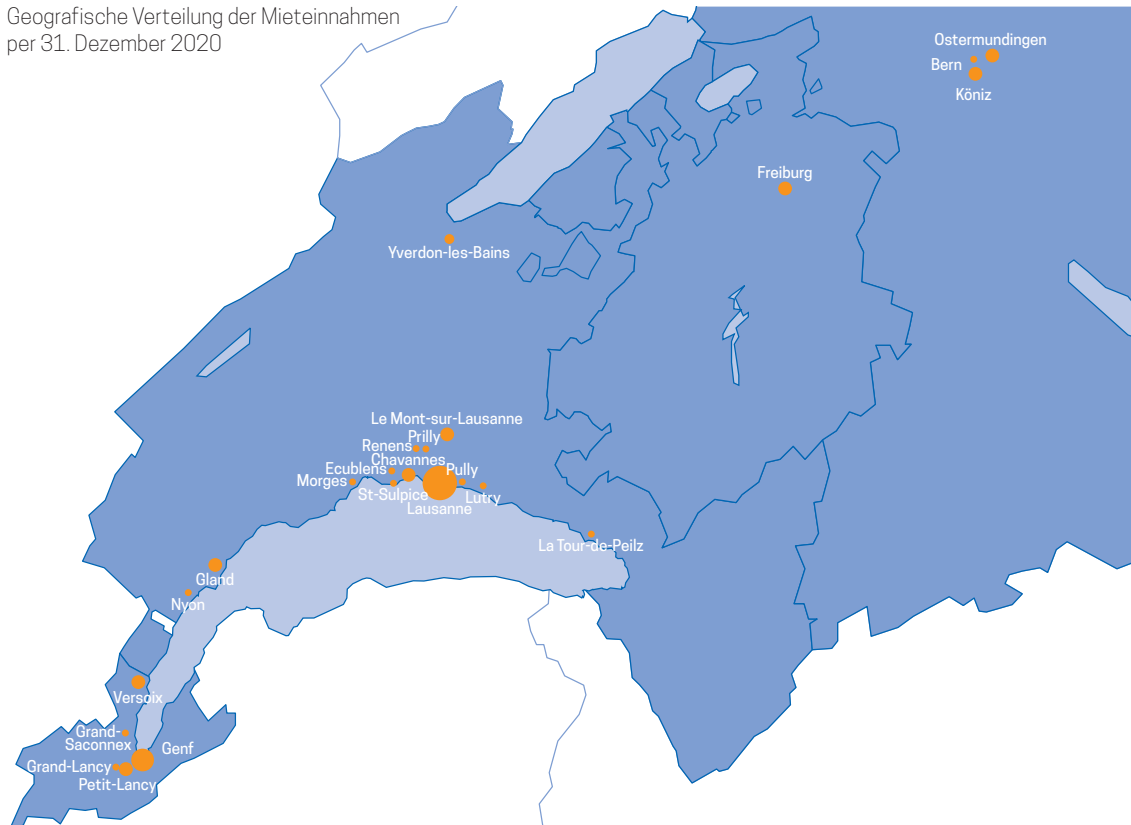 Geografische Verteilung der Mieteinnahmen
per 31. Dezember 2020
Ostermundingen
Bern
Köniz
Freiburg
Yverdon-les-Bains
Le Mont-sur-Lausanne
Prilly
Renens
Chavannes
Ecublens
Pully
Morges
St-Sulpice
Lutry
Lausanne
La Tour-de-Peilz
Gland
Nyon
Versoix
Grand-
Saconnex
Genf
Grand-Lancy
Petit-Lancy